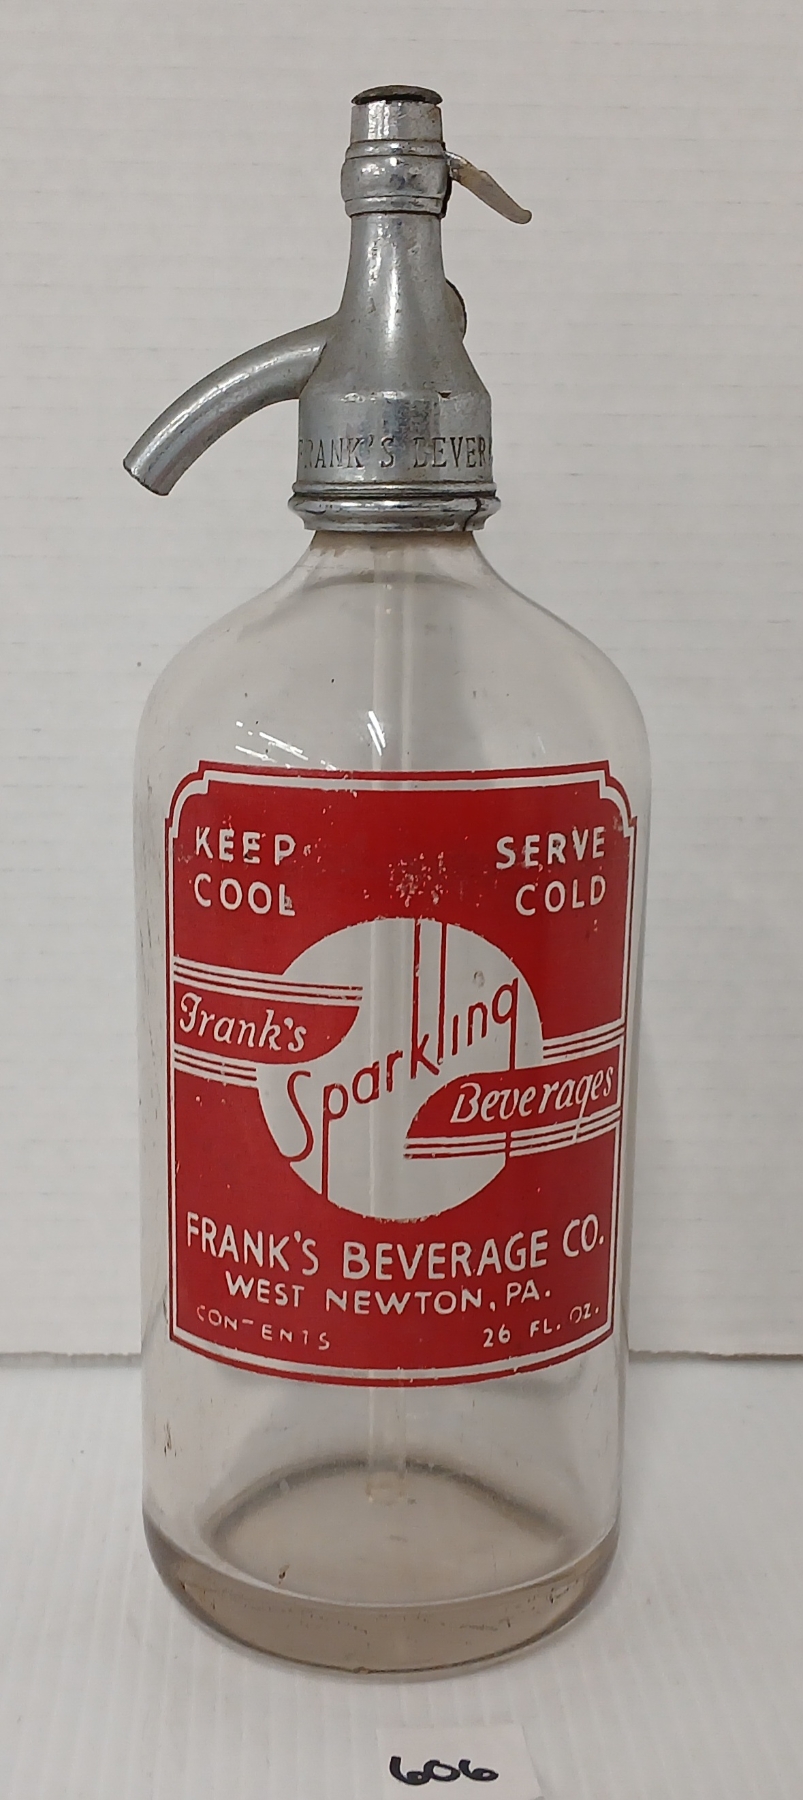 FRANK'S BEVER
KEEP SERVE
COOL COLD
Frank's
Sparkling
Beverages
FRANK'S BEVERAGE CO.
WEST NEWTON, PA.
CONTENTS 26 FL. OZ.
606